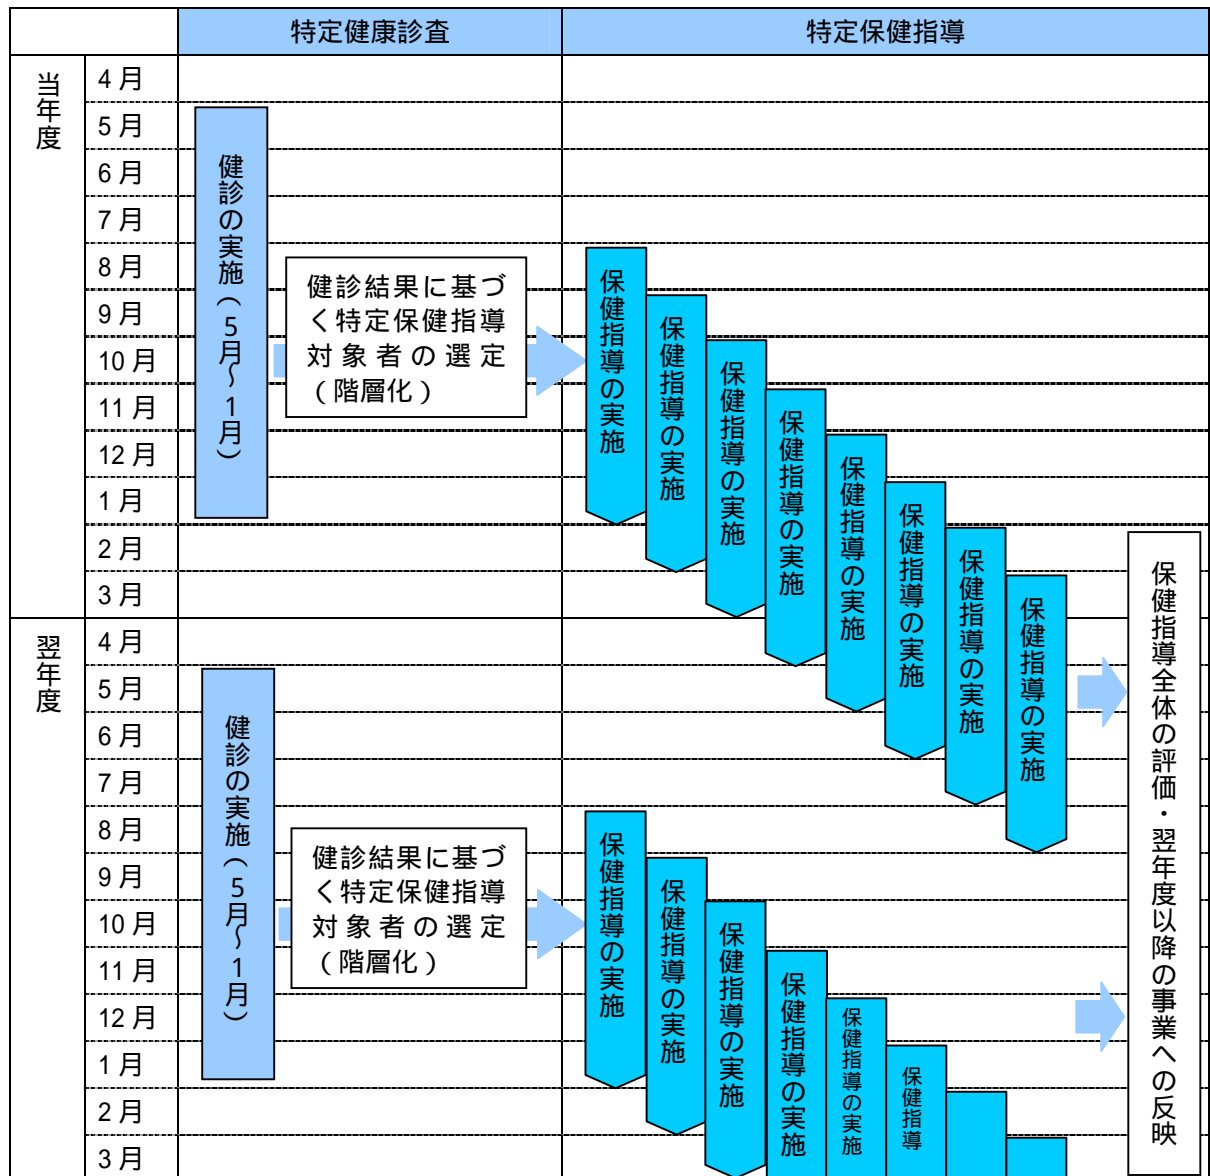 特定健康診査
特定保健指導
当年度
4月
5月
6月
7月
8月
9月
10月
11月
12月
1月
2月
3月
健診の実施(5月~1月)
健診結果に基づ
く特定保健指導
対象者の選定
(階層化)
保健指導の実施
保健指導の実施
保健指導の実施
保健指導の実施
保健指導の実施
保健指導の実施
保健指導の実施
保健指導の実施
翌年度
4月
5月
6月
7月
8月
9月
10月
11月
12月
1月
2月
3月
健診の実施(5月~1月)
健診結果に基づ
く特定保健指導
対象者の選定
(階層化)
保健指導の実施
保健指導の実施
保健指導の実施
保健指導の実施
保健指導の実施
保健指導
保健指導全体の評価・翌年度以降の事業への反映